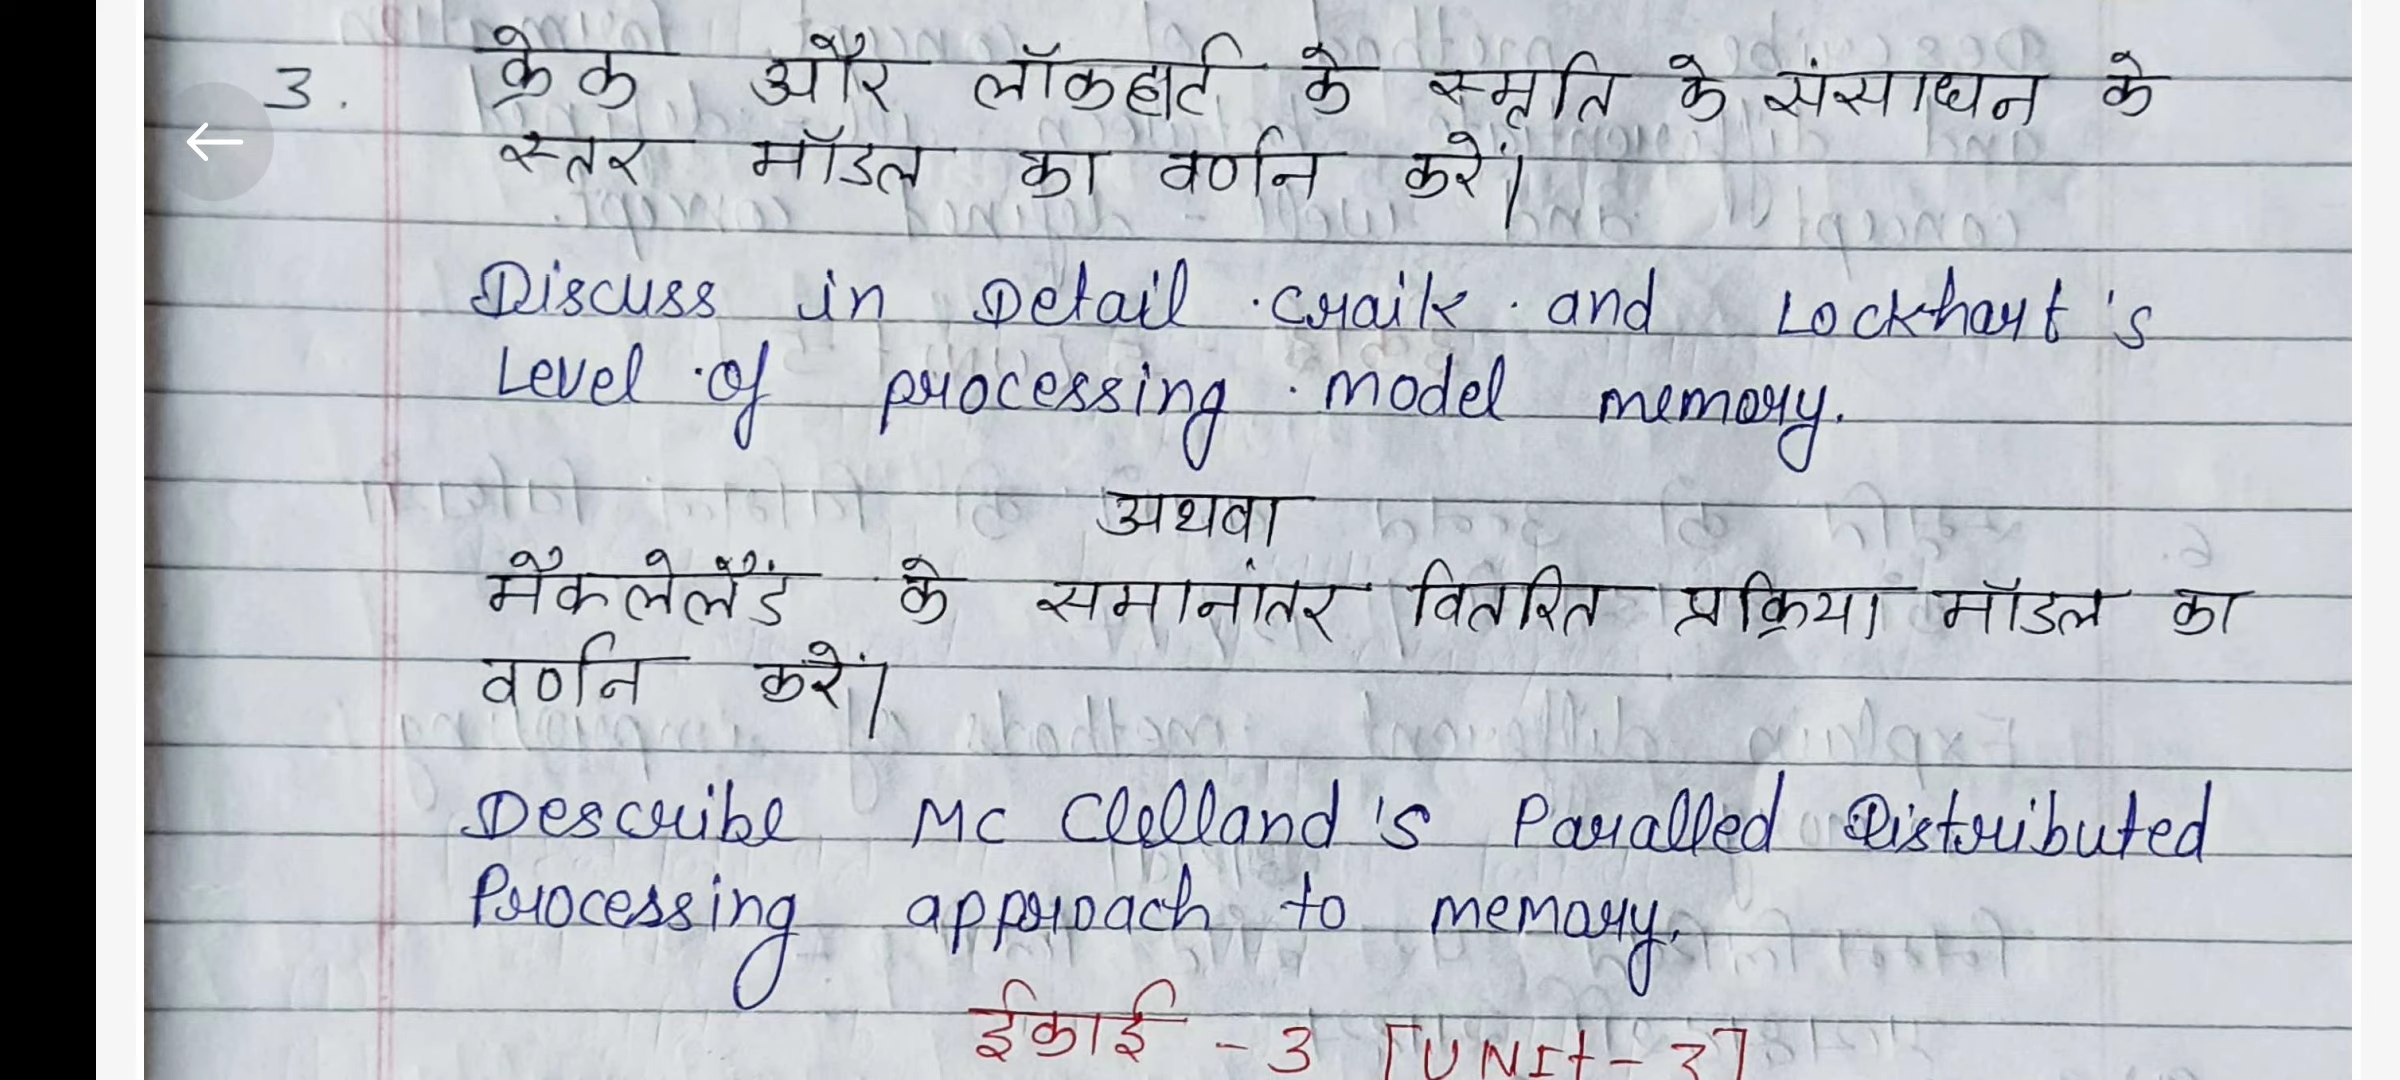 3. क्रेक और लॉकहार्ट के स्मृति के संसाधन के
स्तर मॉडल का वर्णन करें।
Discuss in Detail craik and Lockhart's
Level of processing model memory.
अथवा
मैकलेलैंड के समानांतर वितरित प्रक्रिया मॉडल का
वर्णन करें।
Describe Mc Clelland's Paralled Distributed
Processing approach to memory.
ईकाई - 3 [UNIt - 3]